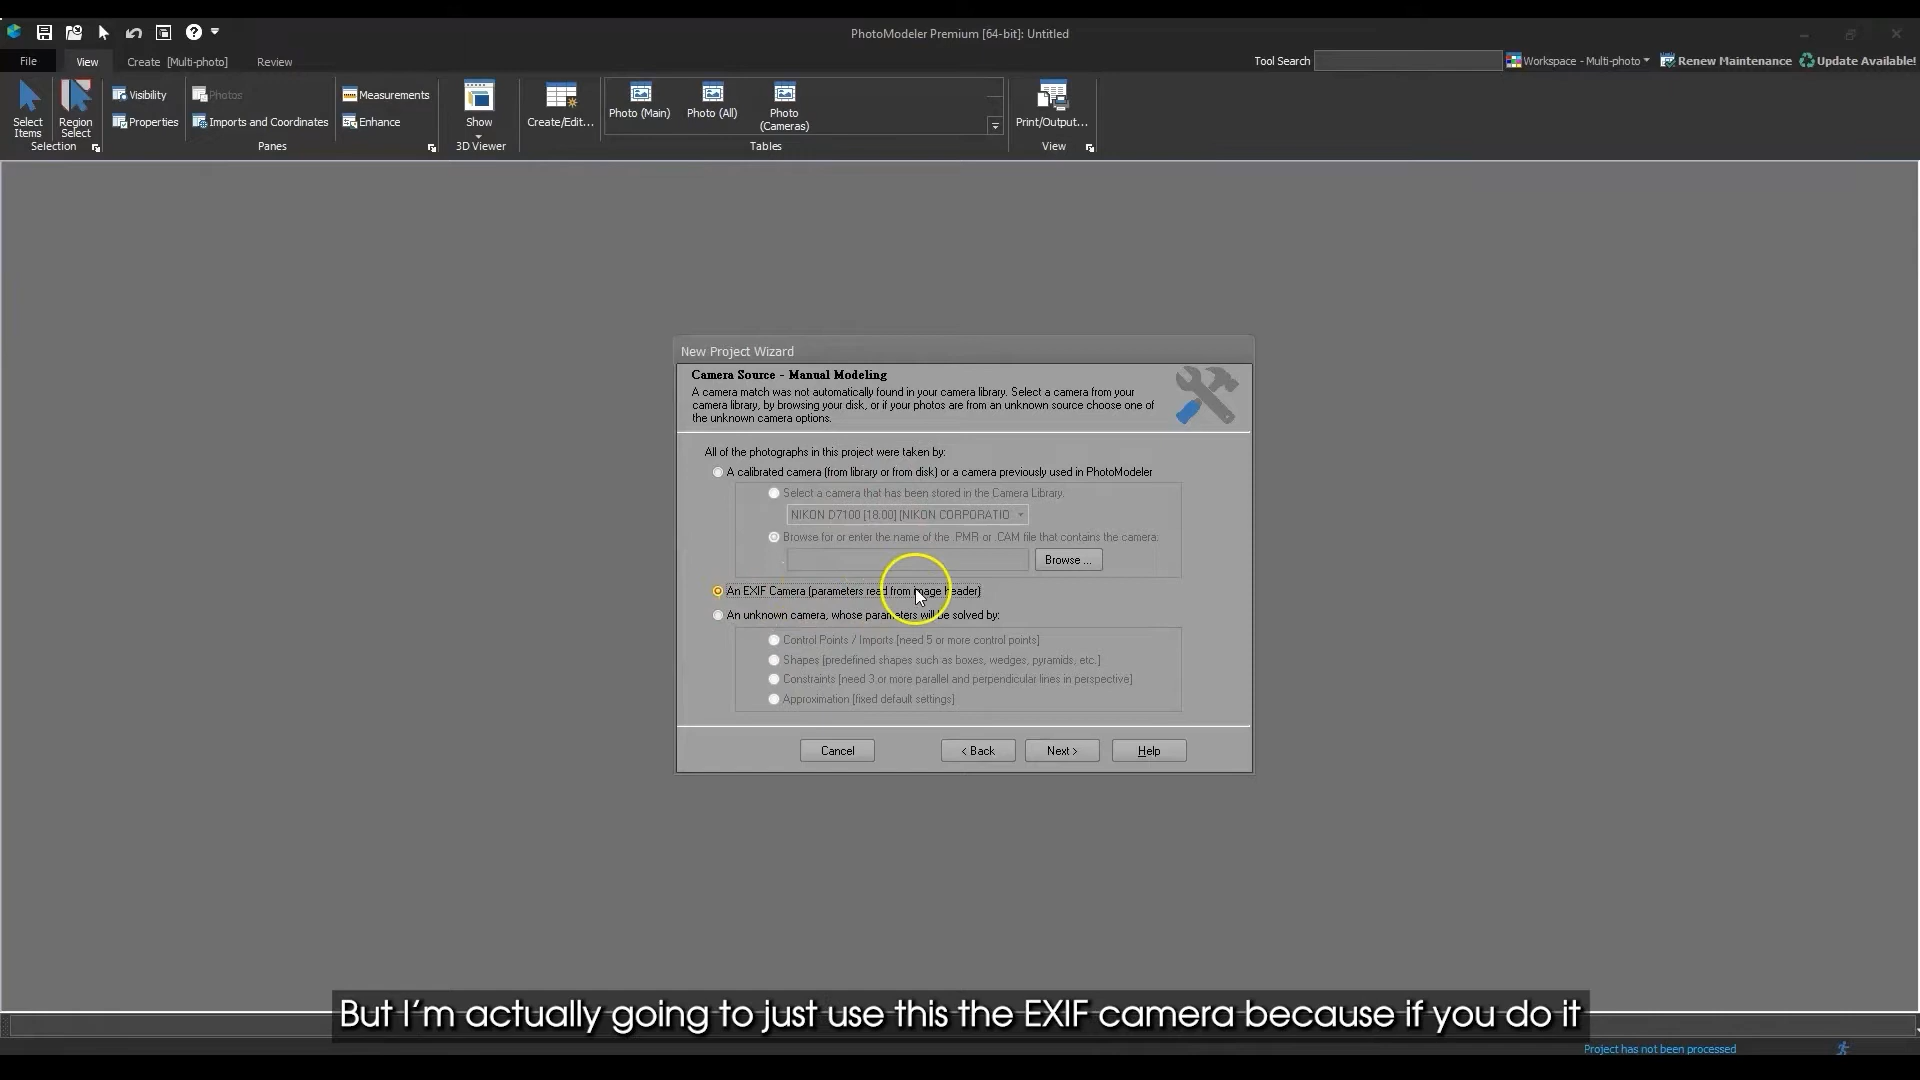 PhotoModeler Premium [64-bit]: Untitled
File View Create [Multi-photo] Review
Tool Search Workspace - Multi-photo Renew Maintenance Update Available!
Select Items
Region Select
Selection
Visibility
Properties
Photos
Imports and Coordinates
Measurements
Enhance
Panes
Show
3D Viewer
Create/Edit...
Photo (Main)
Photo (All)
Photo (Cameras)
Tables
Print/Output...
View
New Project Wizard
Camera Source - Manual Modeling
A camera match was not automatically found in your camera library. Select a camera from your
camera library, by browsing your disk, or if your photos are from an unknown source choose one of
the unknown camera options.
All of the photographs in this project were taken by:
A calibrated camera (from library or from disk) or a camera previously used in PhotoModeler
Select a camera that has been stored in the Camera Library.
NIKON D7100 [18.00] [NIKON CORPORATIO
Browse for or enter the name of the .PMR or .CAM file that contains the camera:
Browse ...
An EXIF Camera (parameters read from image header)
An unknown camera, whose parameters will be solved by:
Control Points / Imports [need 5 or more control points]
Shapes [predefined shapes such as boxes, wedges, pyramids, etc.]
Constraints [need 3 or more parallel and perpendicular lines in perspective]
Approximation [fixed default settings]
Cancel < Back Next > Help
But I'm actually going to just use this the EXIF camera because if you do it
Project has not been processed